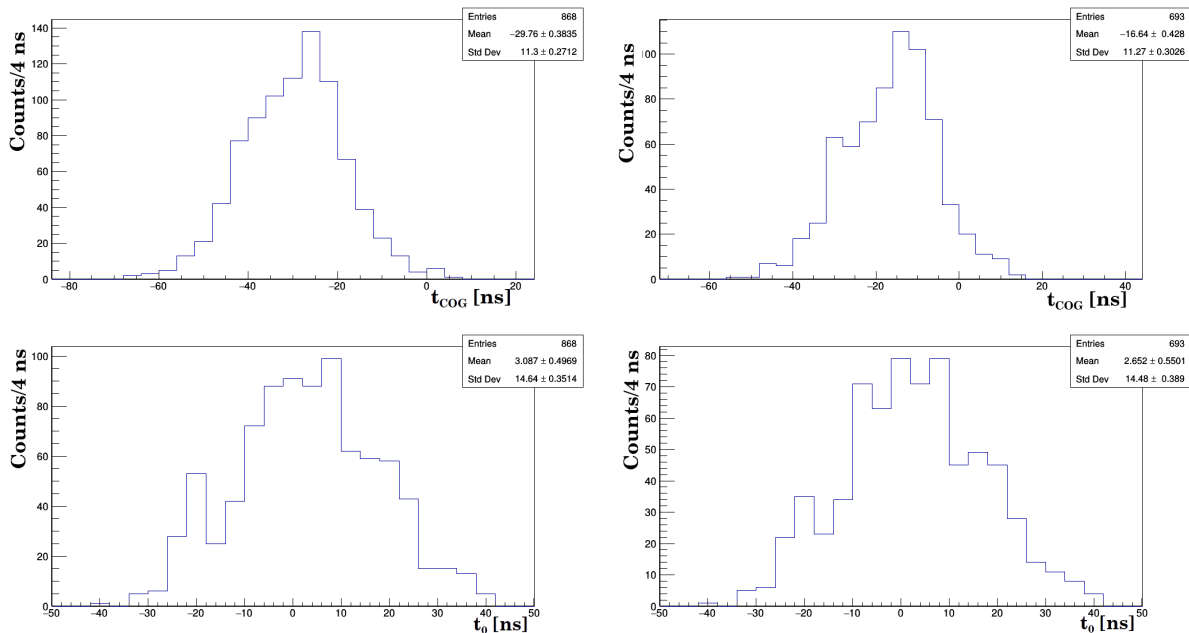 Entries 868
Mean −29.76 ± 0.3835
Std Dev 11.3 ± 0.2712
Counts/4 ns
140
120
100
80
60
40
20
0
−80 −60 −40 −20 0 20
t_COG [ns]
Entries 693
Mean −16.64 ± 0.428
Std Dev 11.27 ± 0.3026
Counts/4 ns
100
80
60
40
20
0
−60 −40 −20 0 20 40
t_COG [ns]
Entries 868
Mean 3.087 ± 0.4969
Std Dev 14.64 ± 0.3514
Counts/4 ns
100
80
60
40
20
0
−50 −40 −30 −20 −10 0 10 20 30 40 50
t_0 [ns]
Entries 693
Mean 2.652 ± 0.5501
Std Dev 14.48 ± 0.389
Counts/4 ns
80
70
60
50
40
30
20
10
0
−50 −40 −30 −20 −10 0 10 20 30 40 50
t_0 [ns]